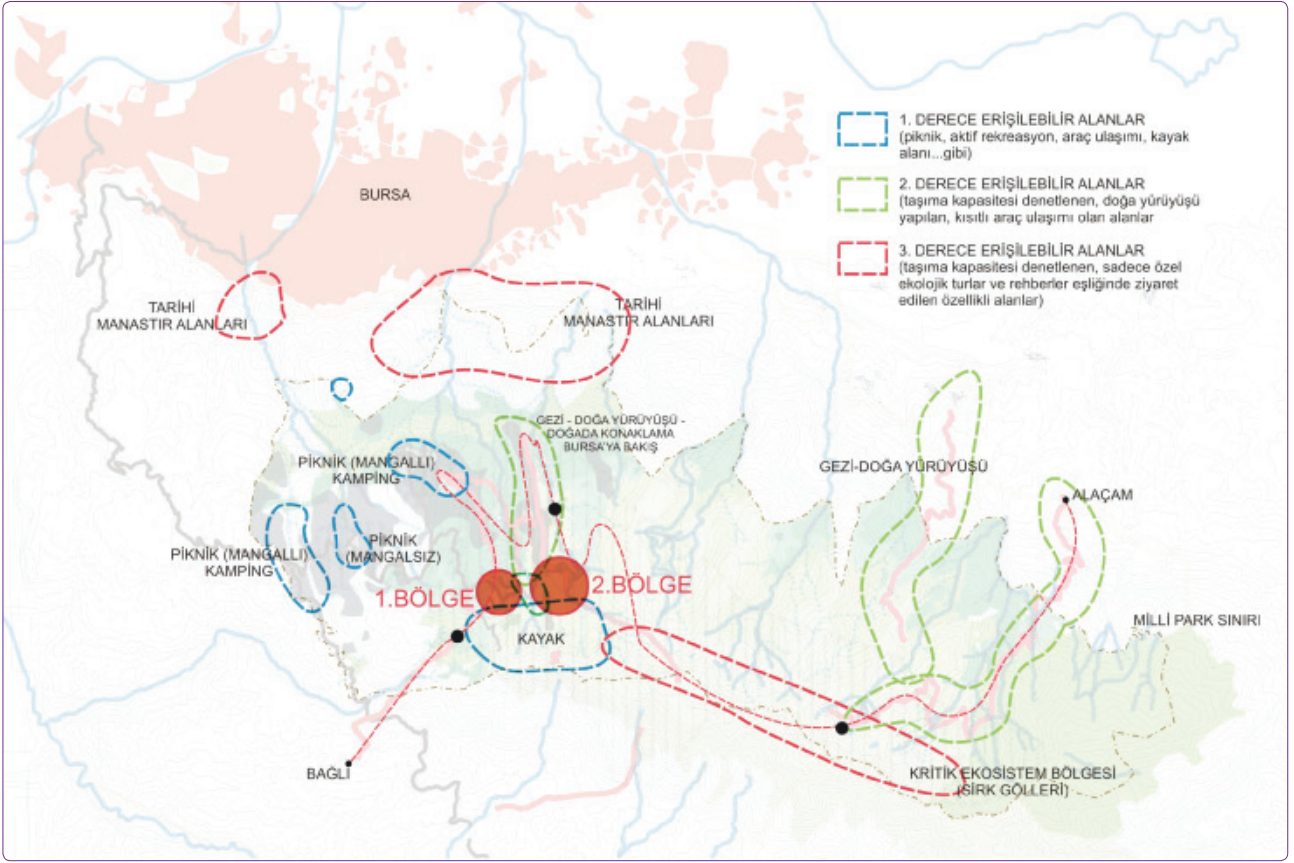 1. DERECE ERİŞİLEBİLİR ALANLAR
(piknik, aktif rekreasyon, araç ulaşımı, kayak
alanı...gibi)
2. DERECE ERİŞİLEBİLİR ALANLAR
(taşıma kapasitesi denetlenen, doğa yürüyüşü
yapılan, kısıtlı araç ulaşımı olan alanlar
3. DERECE ERİŞİLEBİLİR ALANLAR
(taşıma kapasitesi denetlenen, sadece özel
ekolojik turlar ve rehberler eşliğinde ziyaret
edilen özellikli alanlar)
BURSA
TARİHİ
MANASTIR ALANLARI
TARİHİ
MANASTIR ALANLARI
GEZİ - DOĞA YÜRÜYÜŞÜ -
DOĞADA KONAKLAMA
BURSA'YA BAKIŞ
PİKNİK (MANGALLI)
KAMPİNG
GEZİ-DOĞA YÜRÜYÜŞÜ
ALAÇAM
PİKNİK (MANGALLI)
KAMPİNG
PİKNİK
(MANGALSIZ)
1.BÖLGE
2.BÖLGE
KAYAK
MİLLİ PARK SINIRI
BAĞLI
KRİTİK EKOSİSTEM BÖLGESİ
(SİRK GÖLLERİ)